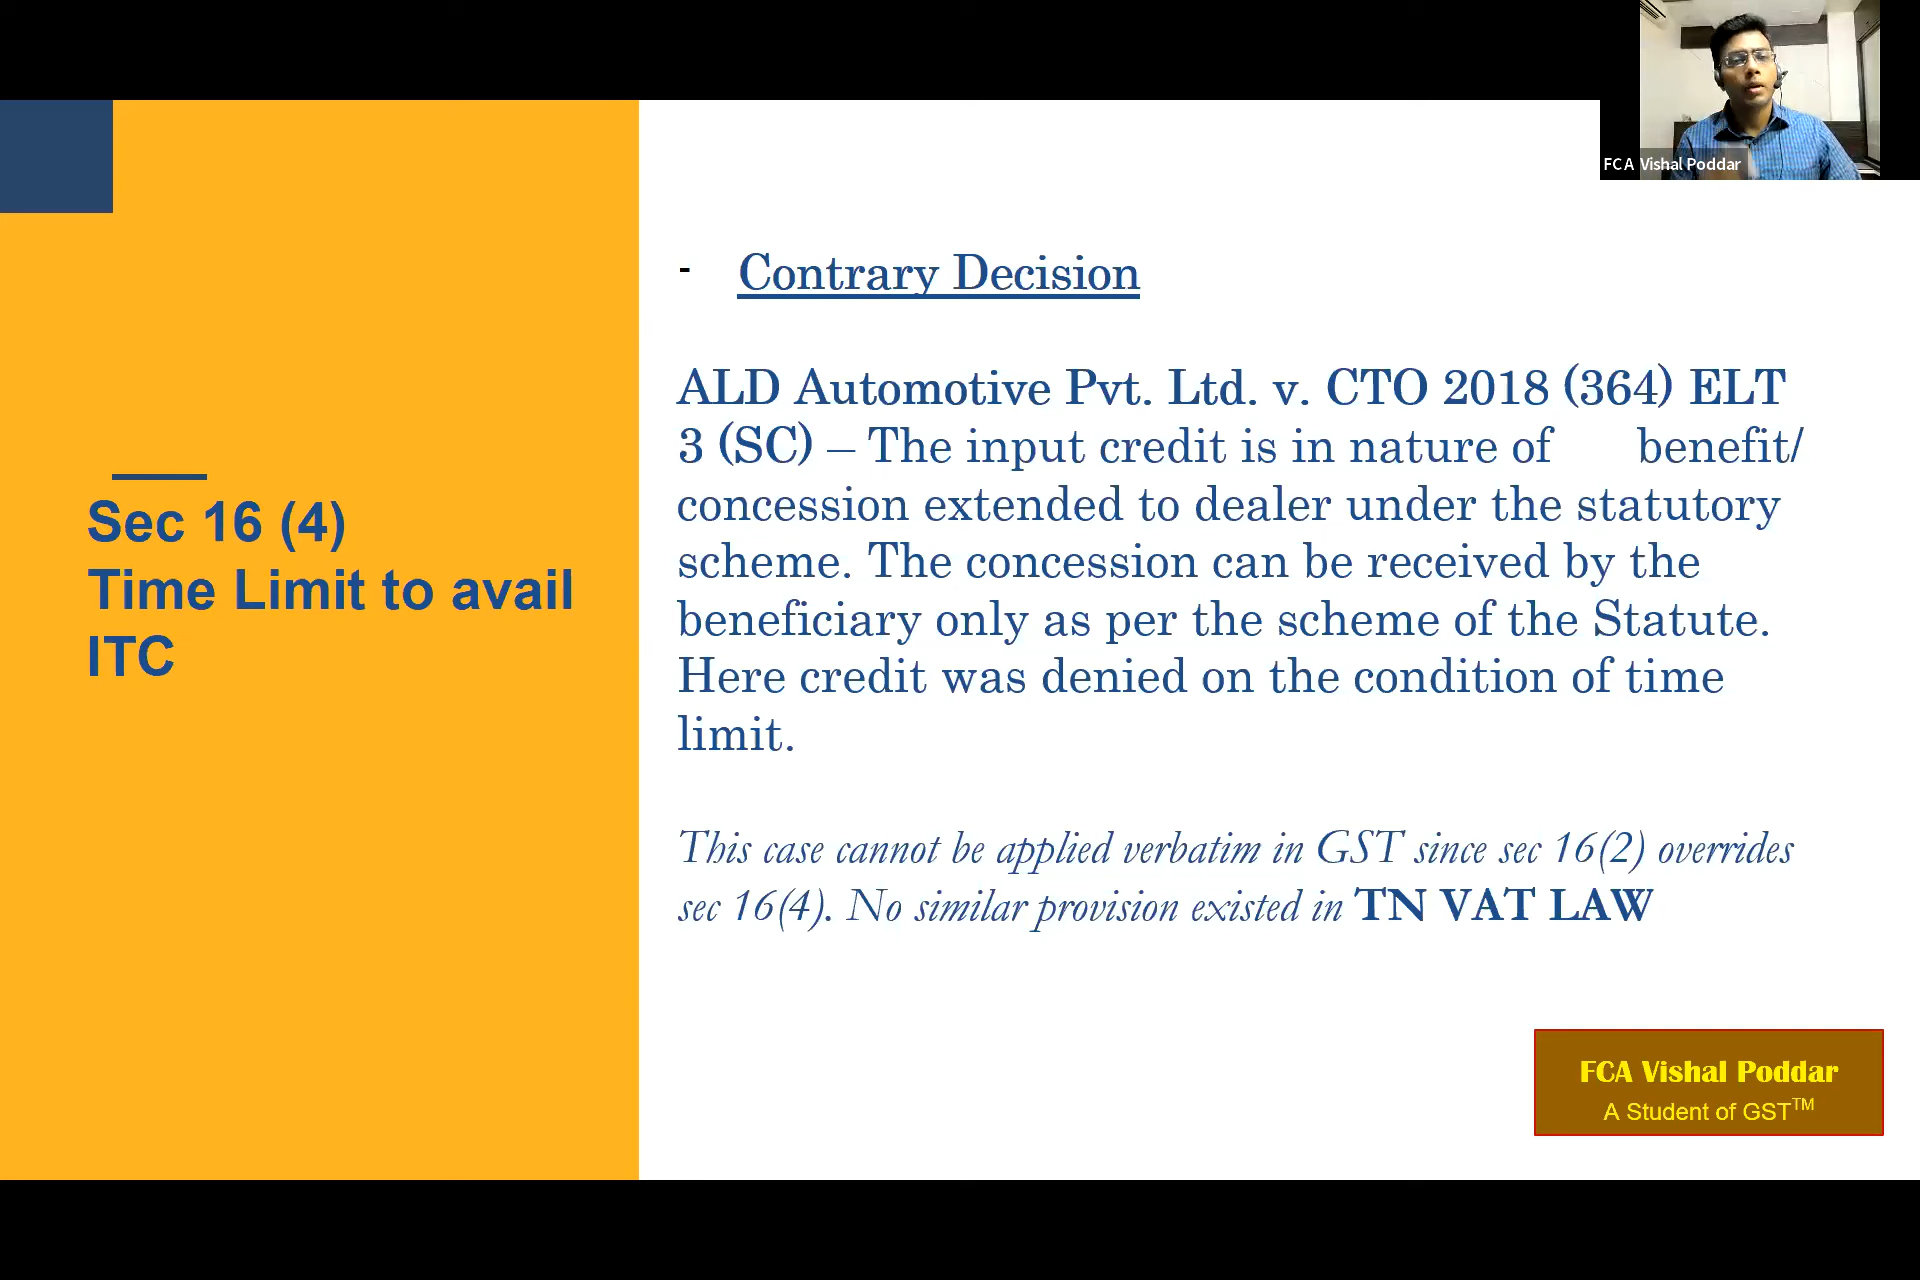 FCA Vishal Poddar
Sec 16 (4)
Time Limit to avail
ITC
- Contrary Decision
ALD Automotive Pvt. Ltd. v. CTO 2018 (364) ELT
3 (SC) – The input credit is in nature of benefit/
concession extended to dealer under the statutory
scheme. The concession can be received by the
beneficiary only as per the scheme of the Statute.
Here credit was denied on the condition of time
limit.
This case cannot be applied verbatim in GST since sec 16(2) overrides
sec 16(4). No similar provision existed in TN VAT LAW
FCA Vishal Poddar
A Student of GST™